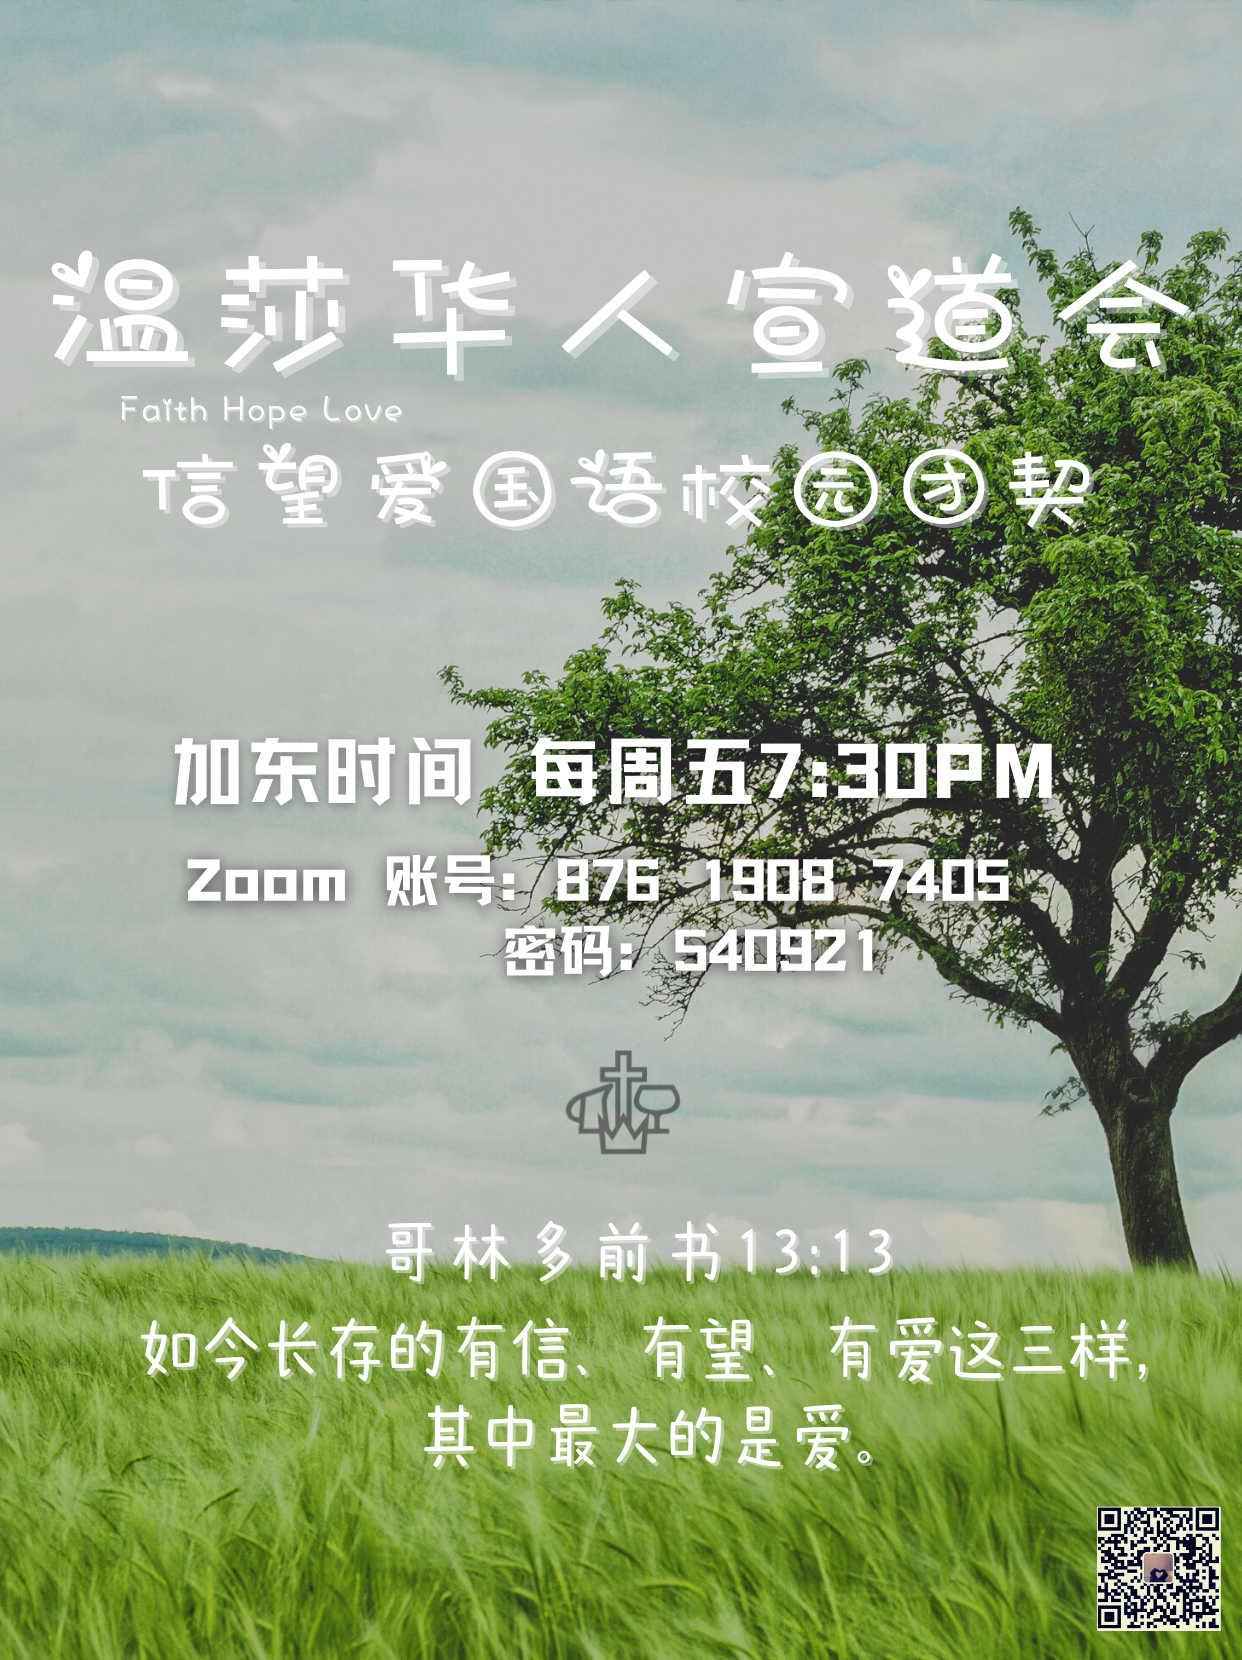 温莎华人宣道会
Faith Hope Love
信望爱国语校园团契
加东时间 每周五7:30PM
Zoom 账号: 876 1908 7405
密码: 540921
哥林多前书13:13
如今长存的有信、有望、有爱这三样,
其中最大的是爱。